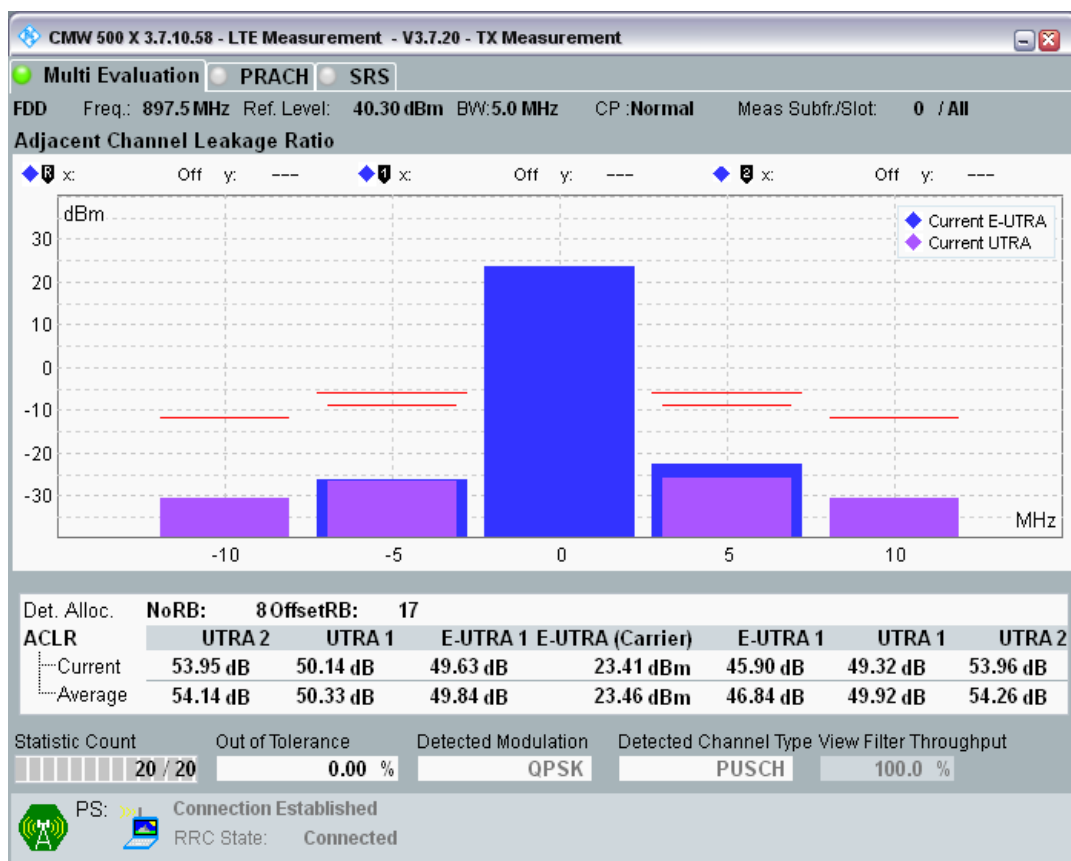 CMW 500 X 3.7.10.58 - LTE Measurement - V3.7.20 - TX Measurement
Multi Evaluation PRACH SRS
FDD Freq.: 897.5 MHz Ref. Level: 40.30 dBm BW:5.0 MHz CP :Normal Meas Subfr./Slot: 0 / All
Adjacent Channel Leakage Ratio
R x: Off y: --- 1 x: Off y: --- 2 x: Off y: ---
dBm
Current E-UTRA
Current UTRA
30
20
10
0
-10
-20
-30
MHz
-10 -5 0 5 10
Det. Alloc. NoRB: 8 OffsetRB: 17
ACLR UTRA 2 UTRA 1 E-UTRA 1 E-UTRA (Carrier) E-UTRA 1 UTRA 1 UTRA 2
Current 53.95 dB 50.14 dB 49.63 dB 23.41 dBm 45.90 dB 49.32 dB 53.96 dB
Average 54.14 dB 50.33 dB 49.84 dB 23.46 dBm 46.84 dB 49.92 dB 54.26 dB
Statistic Count Out of Tolerance Detected Modulation Detected Channel Type View Filter Throughput
20 / 20 0.00 % QPSK PUSCH 100.0 %
PS: Connection Established
RRC State: Connected